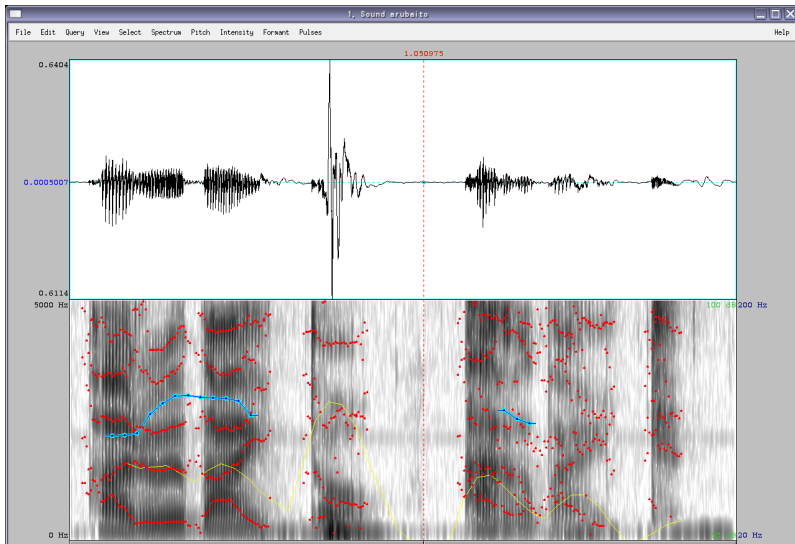 1, Sound arubaito
File Edit Query View Select Spectrum Pitch Intensity Formant Pulses Help
1.050975
0.6404
0.0005007
0.6114
5000 Hz
100 dB
200 Hz
0 Hz
20 Hz